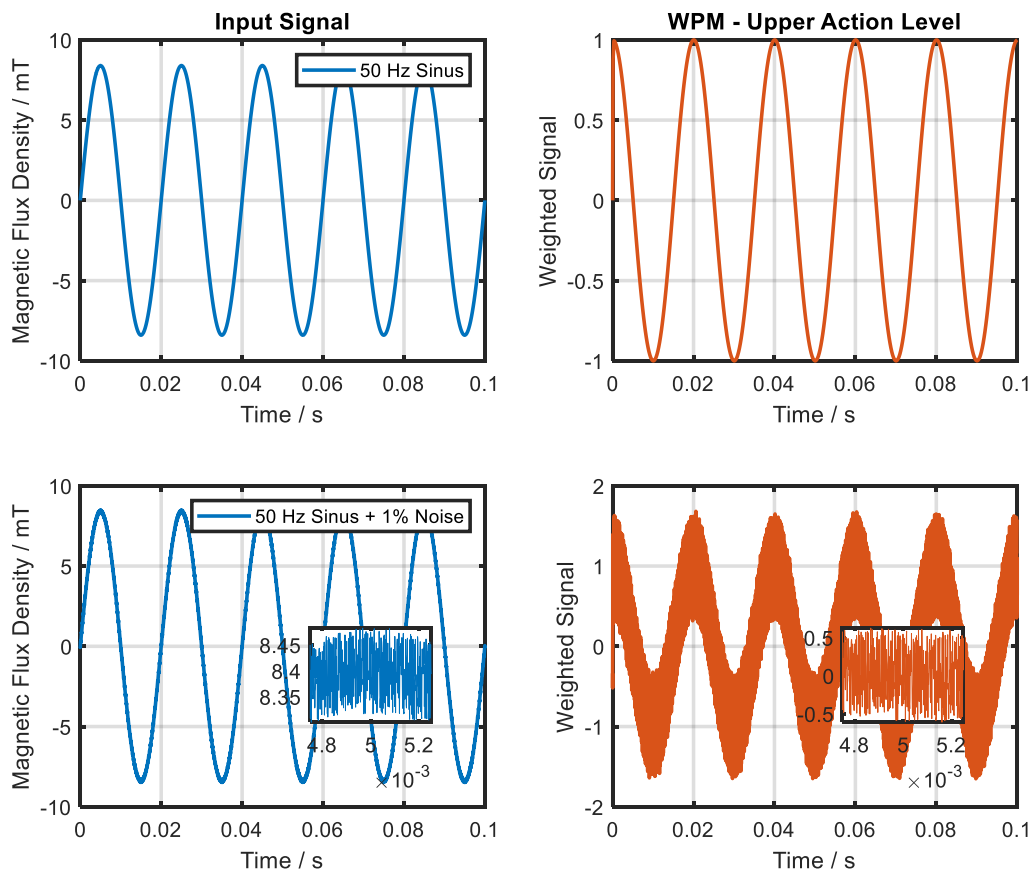 Input Signal
Magnetic Flux Density / mT
10
5
0
-5
-10
50 Hz Sinus
0 0.02 0.04 0.06 0.08 0.1
Time / s
WPM - Upper Action Level
Weighted Signal
1
0.5
0
-0.5
-1
0 0.02 0.04 0.06 0.08 0.1
Time / s
Magnetic Flux Density / mT
10
5
0
-5
-10
50 Hz Sinus + 1% Noise
8.45
8.4
8.35
4.8 5 5.2
×10-3
0 0.02 0.04 0.06 0.08 0.1
Time / s
Weighted Signal
2
1
0
-1
-2
0.5
0
-0.5
4.8 5 5.2
×10-3
0 0.02 0.04 0.06 0.08 0.1
Time / s